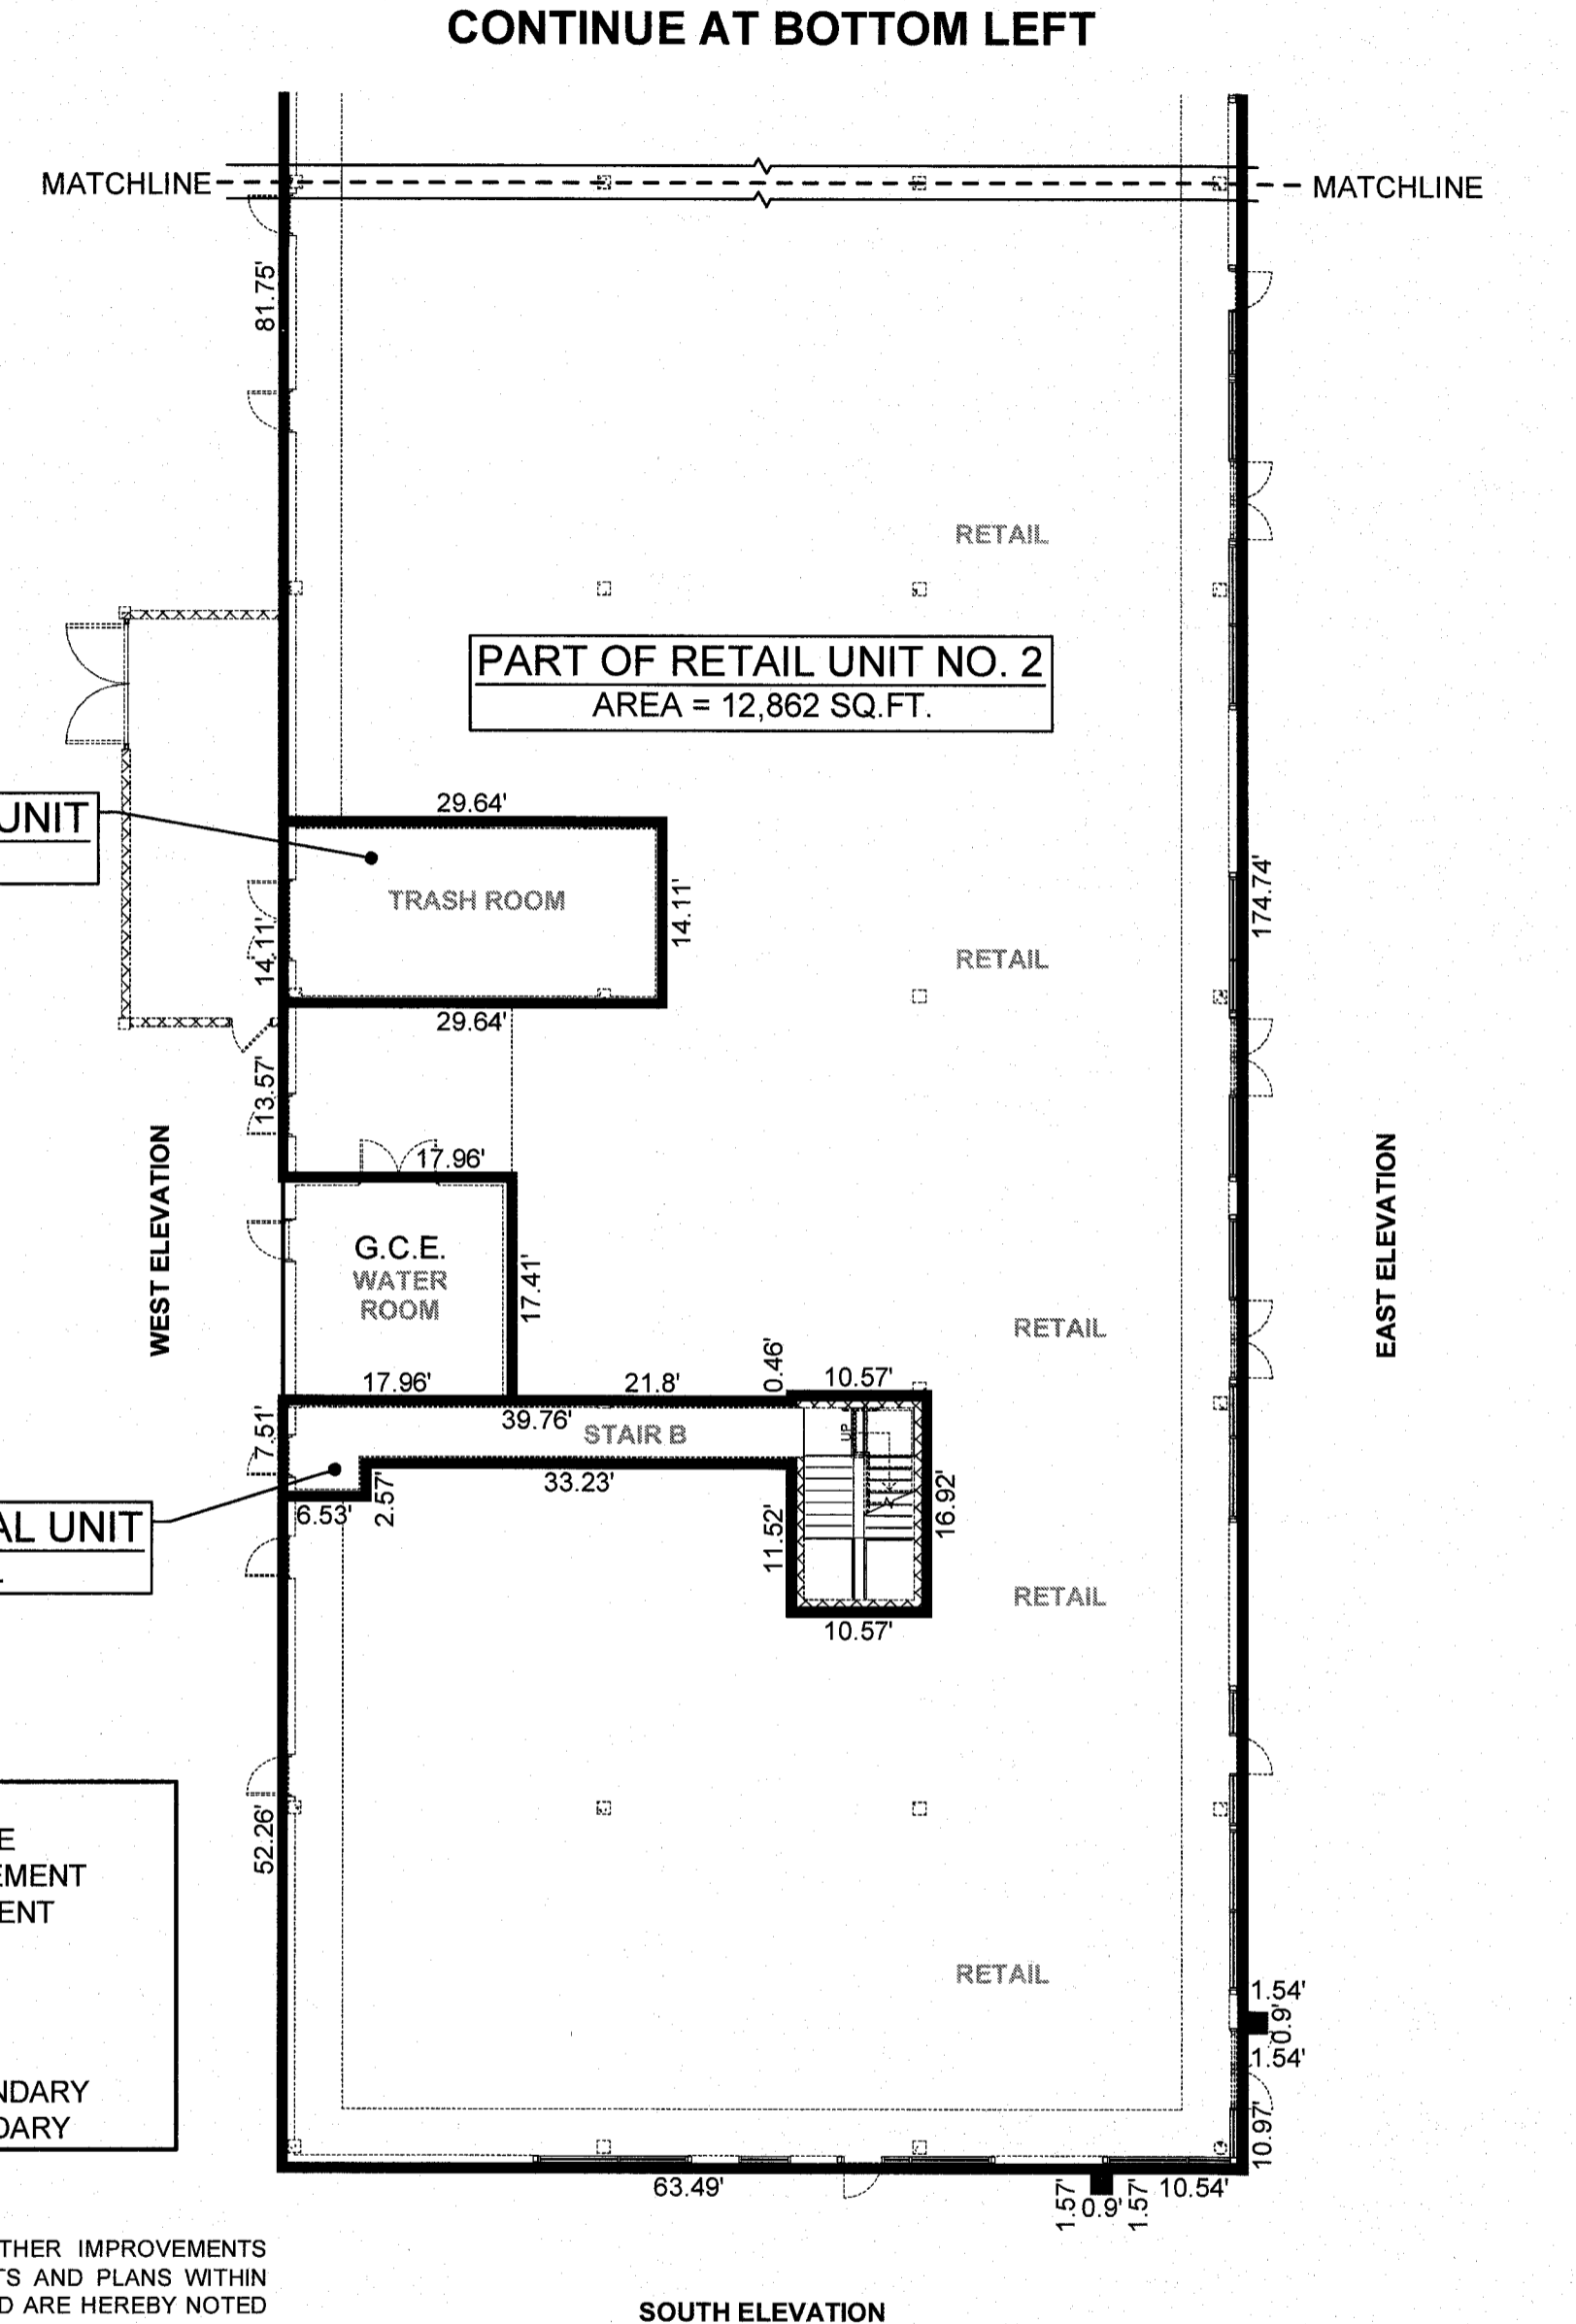 CONTINUE AT BOTTOM LEFT
MATCHLINE
MATCHLINE
81.75'
RETAIL
PART OF RETAIL UNIT NO. 2
AREA = 12,862 SQ.FT.
29.64'
UNIT
TRASH ROOM
14.11'
14.11'
174.74'
RETAIL
29.64'
13.57'
17.96'
WEST ELEVATION
EAST ELEVATION
G.C.E.
WATER
ROOM
17.41'
RETAIL
17.96'
21.8'
0.46'
10.57'
7.51'
39.76'
STAIR B
UP
33.23'
6.53'
2.57'
11.52'
16.92'
AL UNIT
RETAIL
10.57'
52.26'
E
EMENT
ENT
NDARY
DARY
RETAIL
1.54'
0.9'
1.54'
10.97'
63.49'
1.57'
0.9'
1.57'
10.54'
THER IMPROVEMENTS
TS AND PLANS WITHIN
D ARE HEREBY NOTED
SOUTH ELEVATION